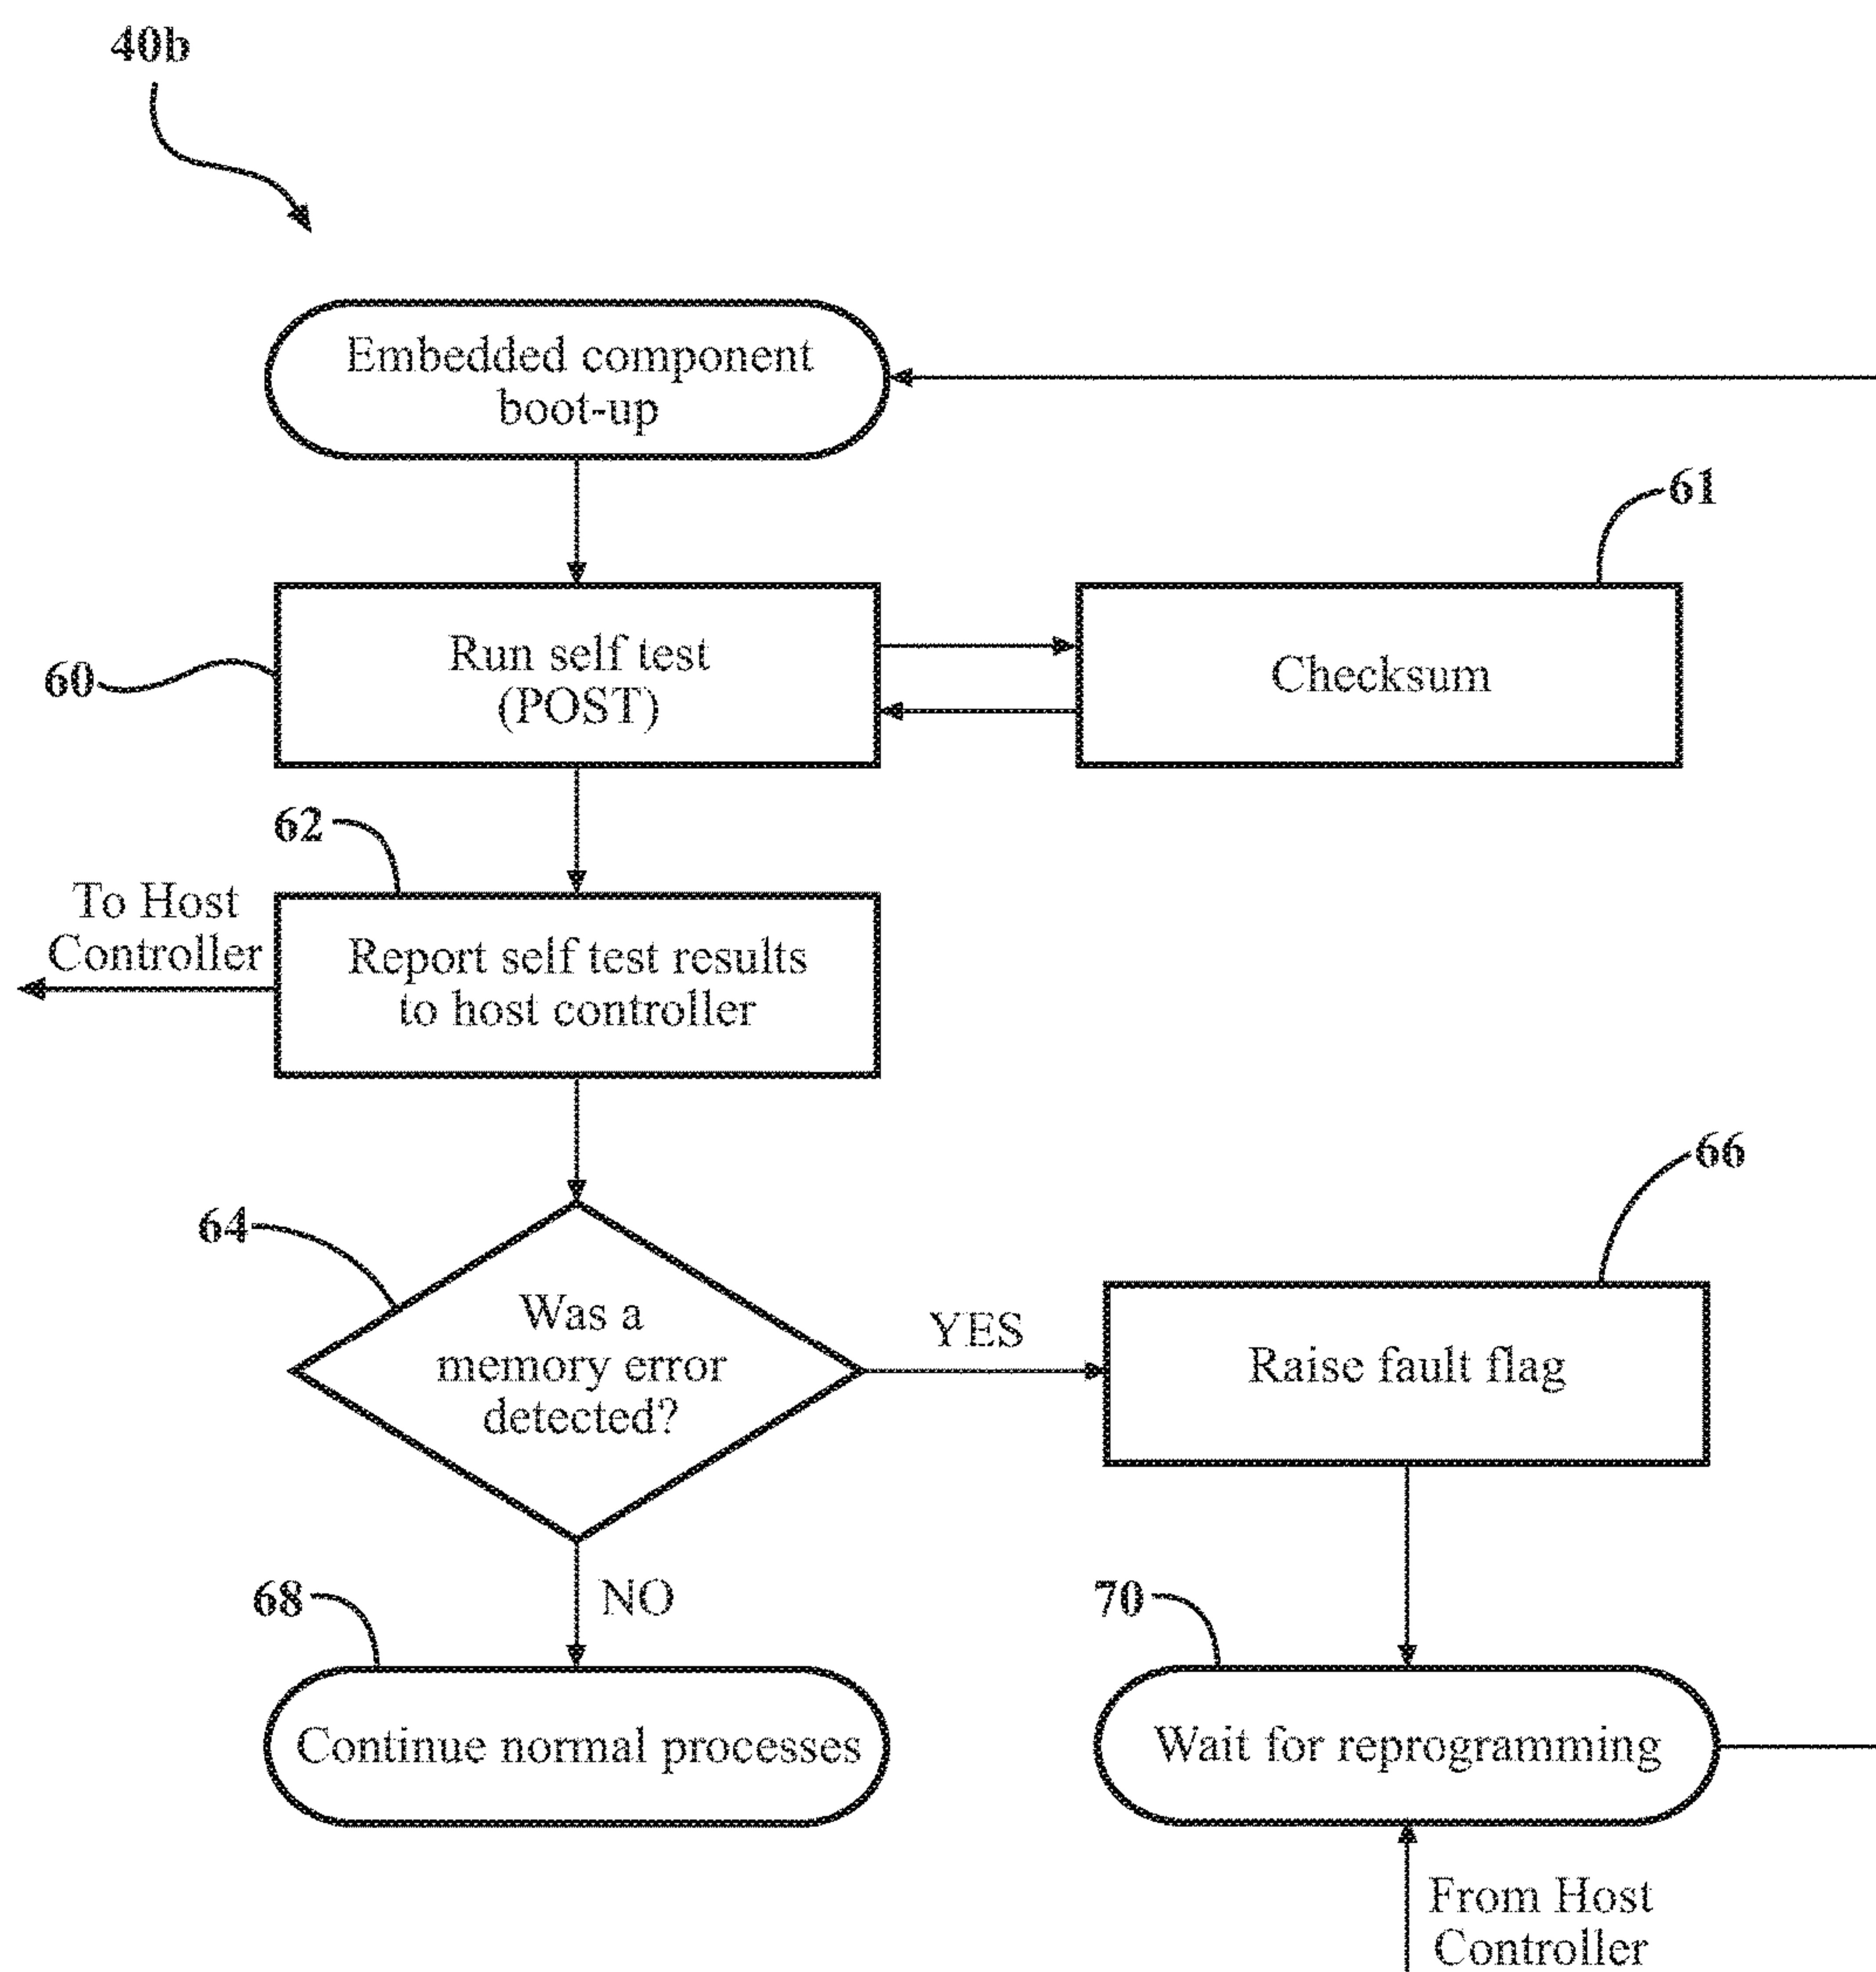 40b
Embedded component
boot-up
61
60
Run self test
(POST)
Checksum
62
To Host
Controller
Report self test results
to host controller
66
64
Was a
memory error
detected?
YES
Raise fault flag
68
NO
70
Continue normal processes
Wait for reprogramming
From Host
Controller